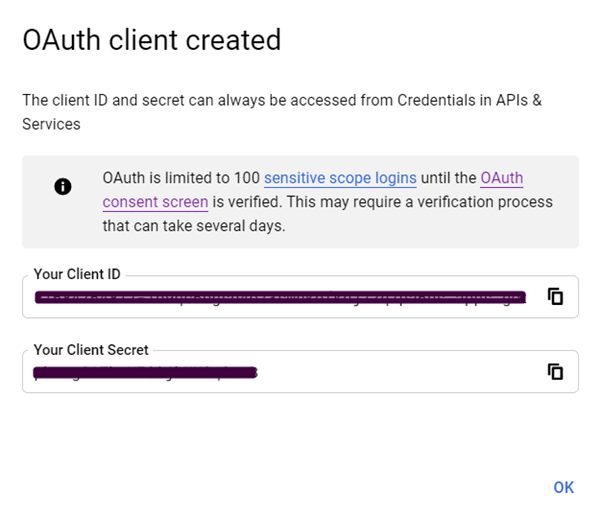 OAuth client created
The client ID and secret can always be accessed from Credentials in APIs &
Services
OAuth is limited to 100 sensitive scope logins until the OAuth
consent screen is verified. This may require a verification process
that can take several days.
Your Client ID
Your Client Secret
OK